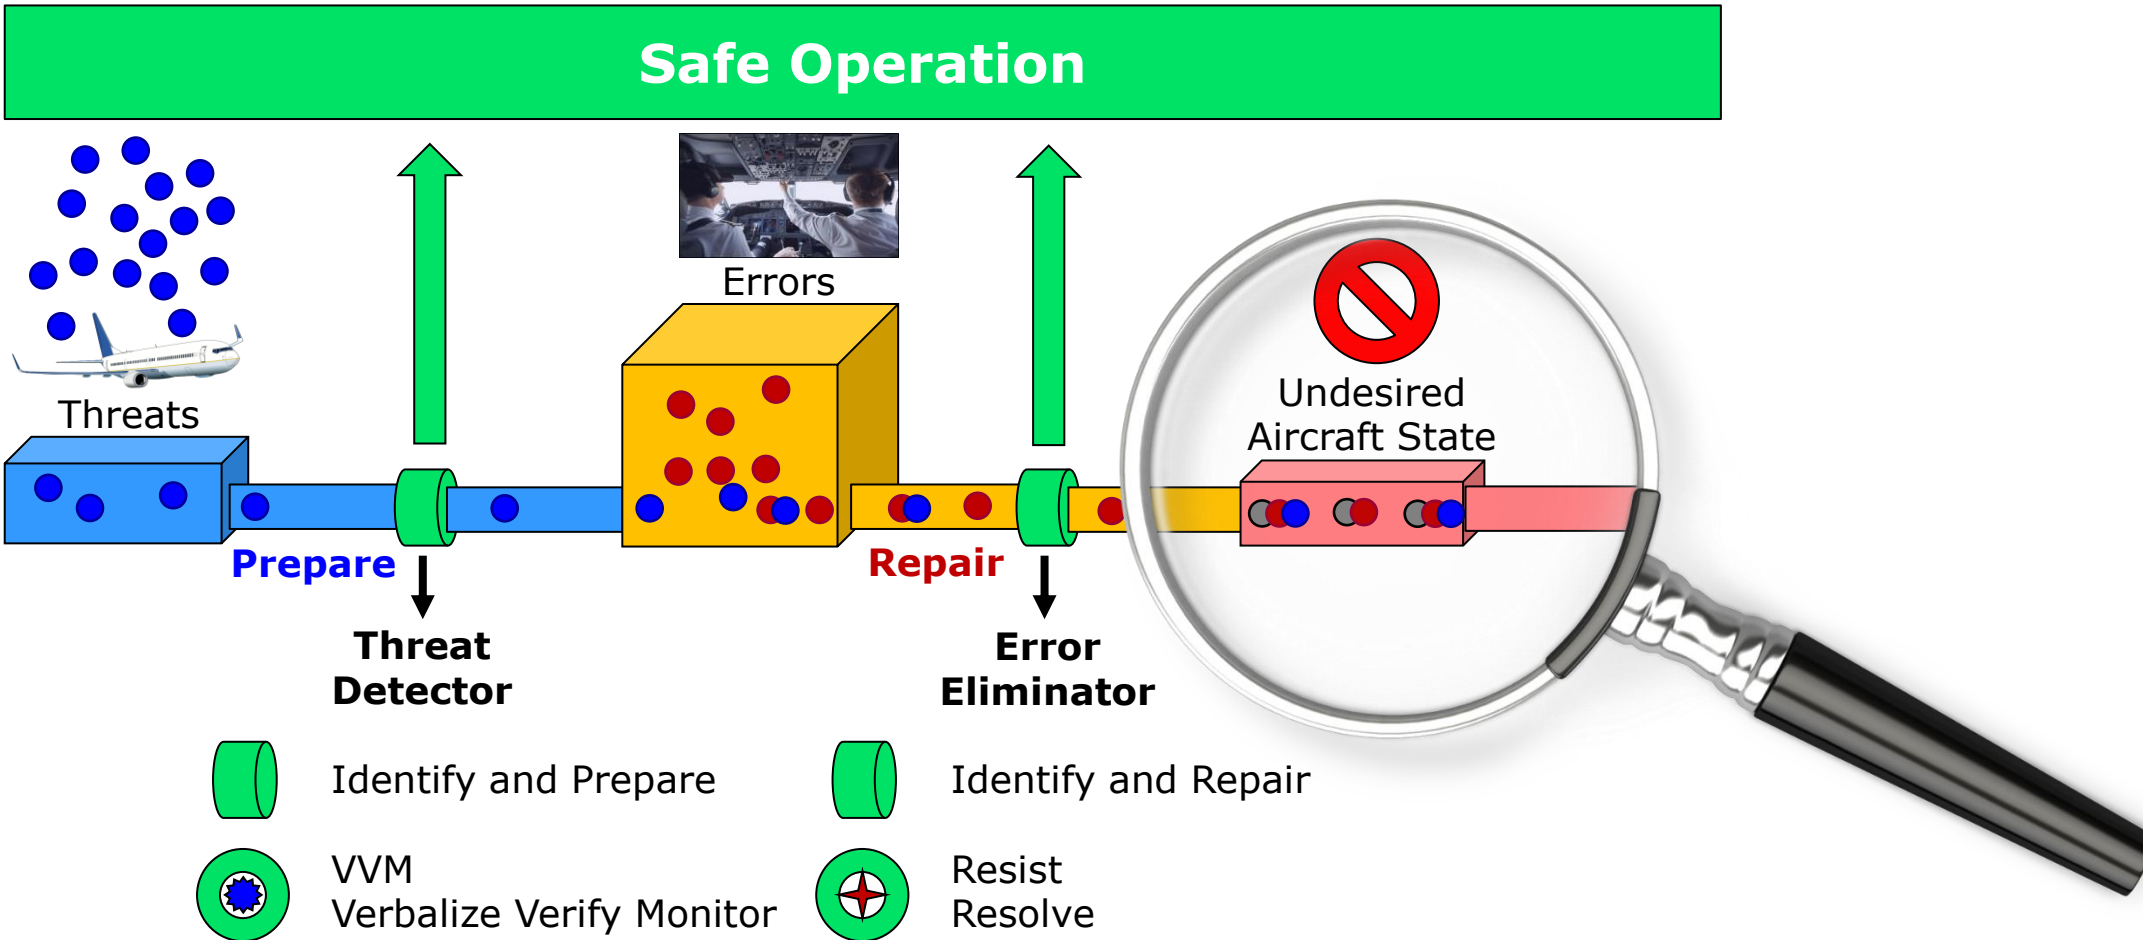 Safe Operation
Errors
Threats
Undesired
Aircraft State
Prepare
Repair
Threat
Detector
Error
Eliminator
Identify and Prepare
Identify and Repair
VVM
Verbalize Verify Monitor
Resist
Resolve